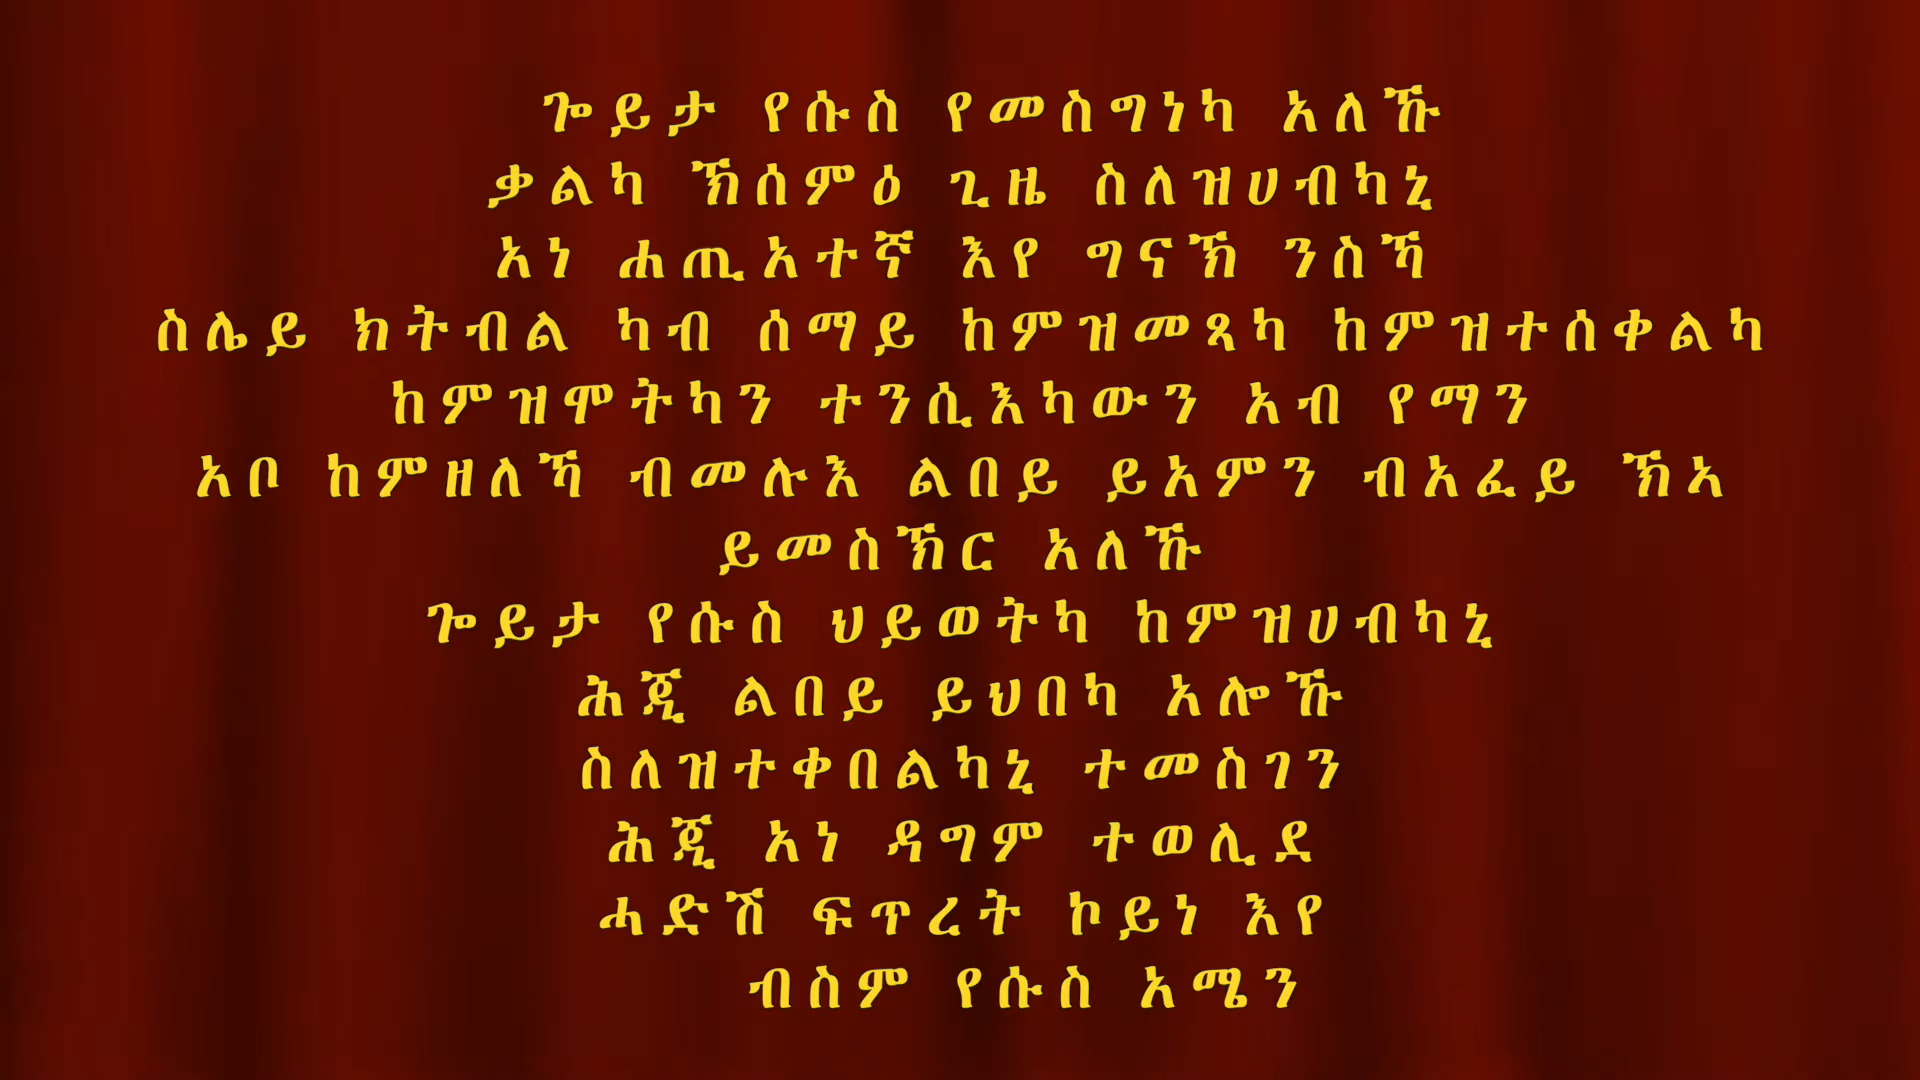 ጐይታ የሱስ የመስግነካ አለኹ
ቃልካ ኽሰምዕ ጊዜ ስለዝሀብካኒ
አነ ሐጢአተኛ እየ ግናኽ ንስኻ
ስሌይ ክትብል ካብ ሰማይ ከምዝመጻካ ከምዝተሰቀልካ
ከምዝሞትካን ተንሲእካውን አብ የማን
አቦ ከምዘለኻ ብመሉእ ልበይ ይአምን ብአፈይ ኽኣ
ይመስኽር አለኹ
ጐይታ የሱስ ህይወትካ ከምዝሀብካኒ
ሕጂ ልበይ ይህበካ አሎኹ
ስለዝተቀበልካኒ ተመስገን
ሕጂ አነ ዳግም ተወሊደ
ሓድሽ ፍጥረት ኮይነ እየ
ብስም የሱስ አሜን